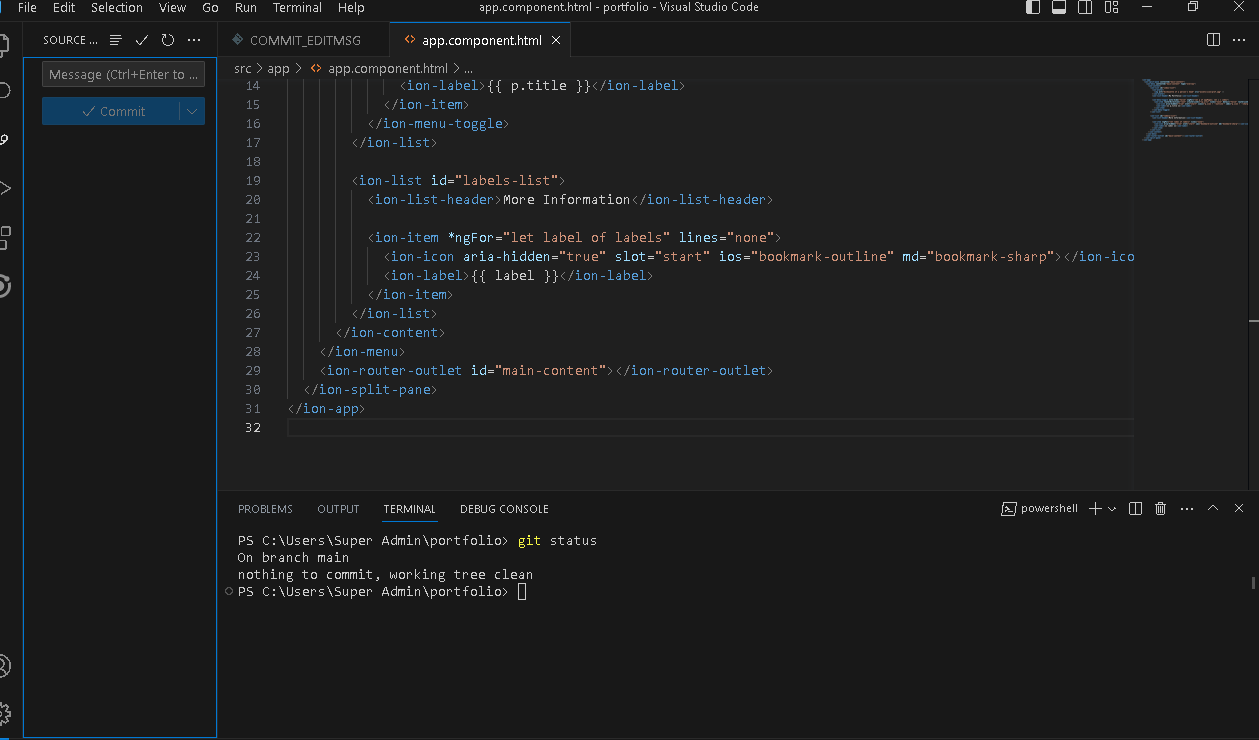 File Edit Selection View Go Run Terminal Help
app.component.html - portfolio - Visual Studio Code
SOURCE ...
Message (Ctrl+Enter to ...
Commit
COMMIT_EDITMSG
app.component.html
src > app > app.component.html > ...
14 <ion-label>{{ p.title }}</ion-label>
15 </ion-item>
16 </ion-menu-toggle>
17 </ion-list>
18
19 <ion-list id="labels-list">
20 <ion-list-header>More Information</ion-list-header>
21
22 <ion-item *ngFor="let label of labels" lines="none">
23 <ion-icon aria-hidden="true" slot="start" ios="bookmark-outline" md="bookmark-sharp"></ion-ico
24 <ion-label>{{ label }}</ion-label>
25 </ion-item>
26 </ion-list>
27 </ion-content>
28 </ion-menu>
29 <ion-router-outlet id="main-content"></ion-router-outlet>
30 </ion-split-pane>
31 </ion-app>
32
PROBLEMS OUTPUT TERMINAL DEBUG CONSOLE
powershell
PS C:\Users\Super Admin\portfolio> git status
On branch main
nothing to commit, working tree clean
PS C:\Users\Super Admin\portfolio>